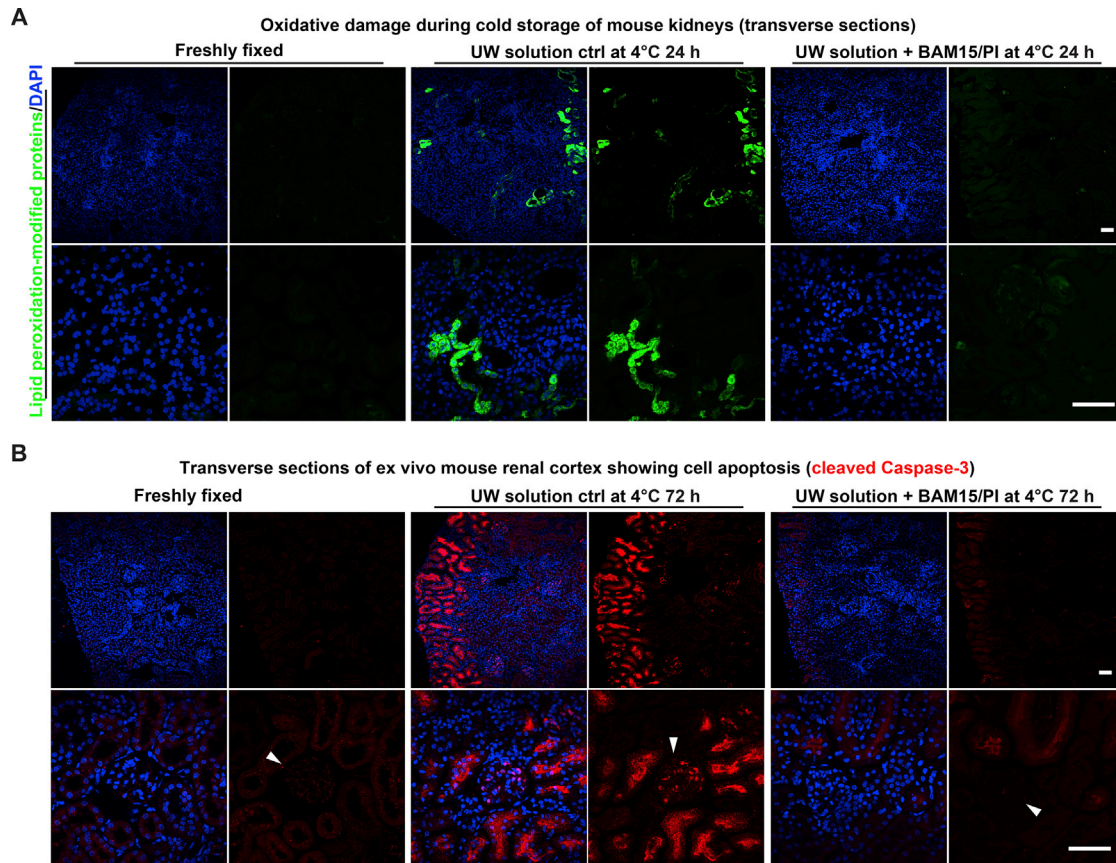 A
Oxidative damage during cold storage of mouse kidneys (transverse sections)
Freshly fixed
UW solution ctrl at 4°C 24 h
UW solution + BAM15/PI at 4°C 24 h
Lipid peroxidation-modified proteins/DAPI
B
Transverse sections of ex vivo mouse renal cortex showing cell apoptosis (cleaved Caspase-3)
Freshly fixed
UW solution ctrl at 4°C 72 h
UW solution + BAM15/PI at 4°C 72 h